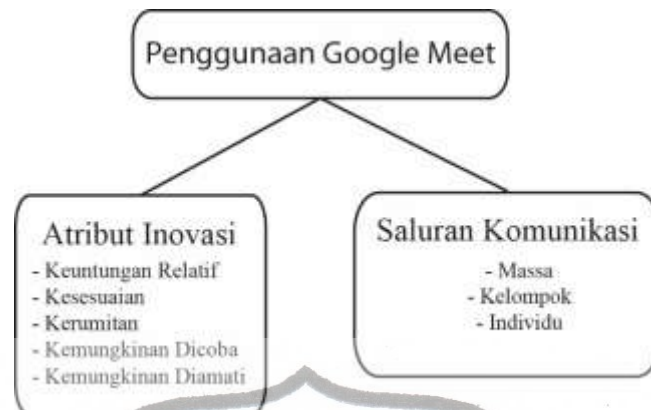 Penggunaan Google Meet
Atribut Inovasi
- Keuntungan Relatif
- Kesesuaian
- Kerumitan
- Kemungkinan Dicoba
- Kemungkinan Diamati
Saluran Komunikasi
- Massa
- Kelompok
- Individu